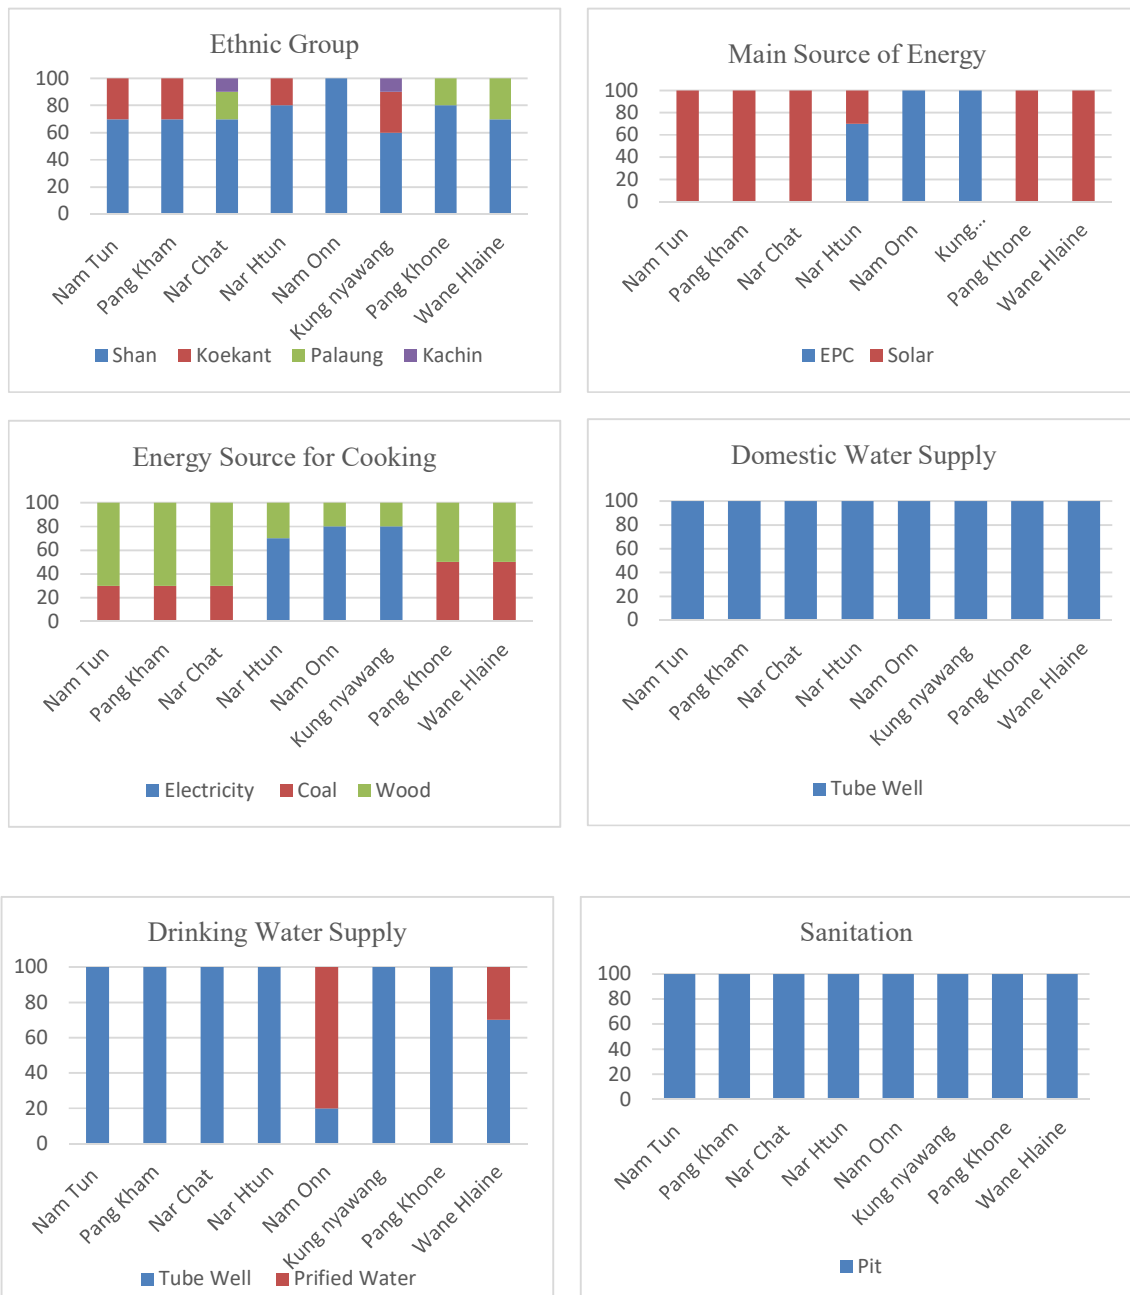 Ethnic Group
100
80
60
40
20
0
Nam Tun
Pang Kham
Nar Chat
Nar Htun
Nam Onn
Kung nyawang
Pang Khone
Wane Hlaine
Shan Koekant Palaung Kachin
Main Source of Energy
100
80
60
40
20
0
Nam Tun
Pang Kham
Nar Chat
Nar Htun
Nam Onn
Kung...
Pang Khone
Wane Hlaine
EPC Solar
Energy Source for Cooking
100
80
60
40
20
0
Nam Tun
Pang Kham
Nar Chat
Nar Htun
Nam Onn
Kung nyawang
Pang Khone
Wane Hlaine
Electricity Coal Wood
Domestic Water Supply
100
80
60
40
20
0
Nam Tun
Pang Kham
Nar Chat
Nar Htun
Nam Onn
Kung nyawang
Pang Khone
Wane Hlaine
Tube Well
Drinking Water Supply
100
80
60
40
20
0
Nam Tun
Pang Kham
Nar Chat
Nar Htun
Nam Onn
Kung nyawang
Pang Khone
Wane Hlaine
Tube Well Prified Water
Sanitation
100
80
60
40
20
0
Nam Tun
Pang Kham
Nar Chat
Nar Htun
Nam Onn
Kung nyawang
Pang Khone
Wane Hlaine
Pit